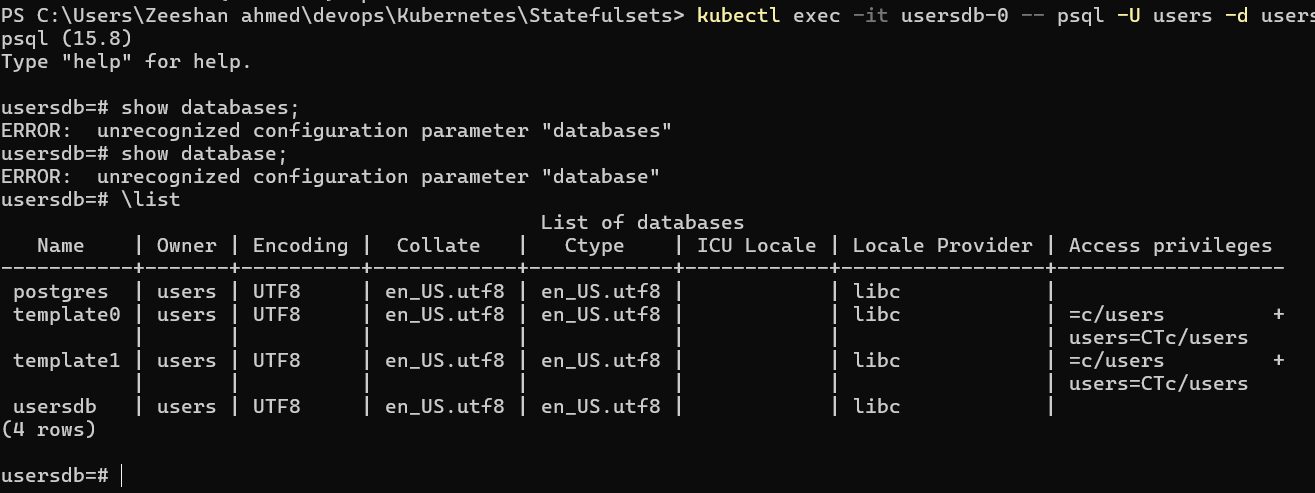 PS C:\Users\Zeeshan ahmed\devops\Kubernetes\Statefulsets> kubectl exec -it usersdb-0 -- psql -U users -d users
psql (15.8)
Type "help" for help.

usersdb=# show databases;
ERROR:  unrecognized configuration parameter "databases"
usersdb=# show database;
ERROR:  unrecognized configuration parameter "database"
usersdb=# \list
                                             List of databases
   Name    | Owner | Encoding |  Collate   |   Ctype    | ICU Locale | Locale Provider | Access privileges
-----------+-------+----------+------------+------------+------------+-----------------+-------------------
 postgres  | users | UTF8     | en_US.utf8 | en_US.utf8 |            | libc            |
 template0 | users | UTF8     | en_US.utf8 | en_US.utf8 |            | libc            | =c/users         +
           |       |          |            |            |            |                 | users=CTc/users
 template1 | users | UTF8     | en_US.utf8 | en_US.utf8 |            | libc            | =c/users         +
           |       |          |            |            |            |                 | users=CTc/users
 usersdb   | users | UTF8     | en_US.utf8 | en_US.utf8 |            | libc            |
(4 rows)

usersdb=#